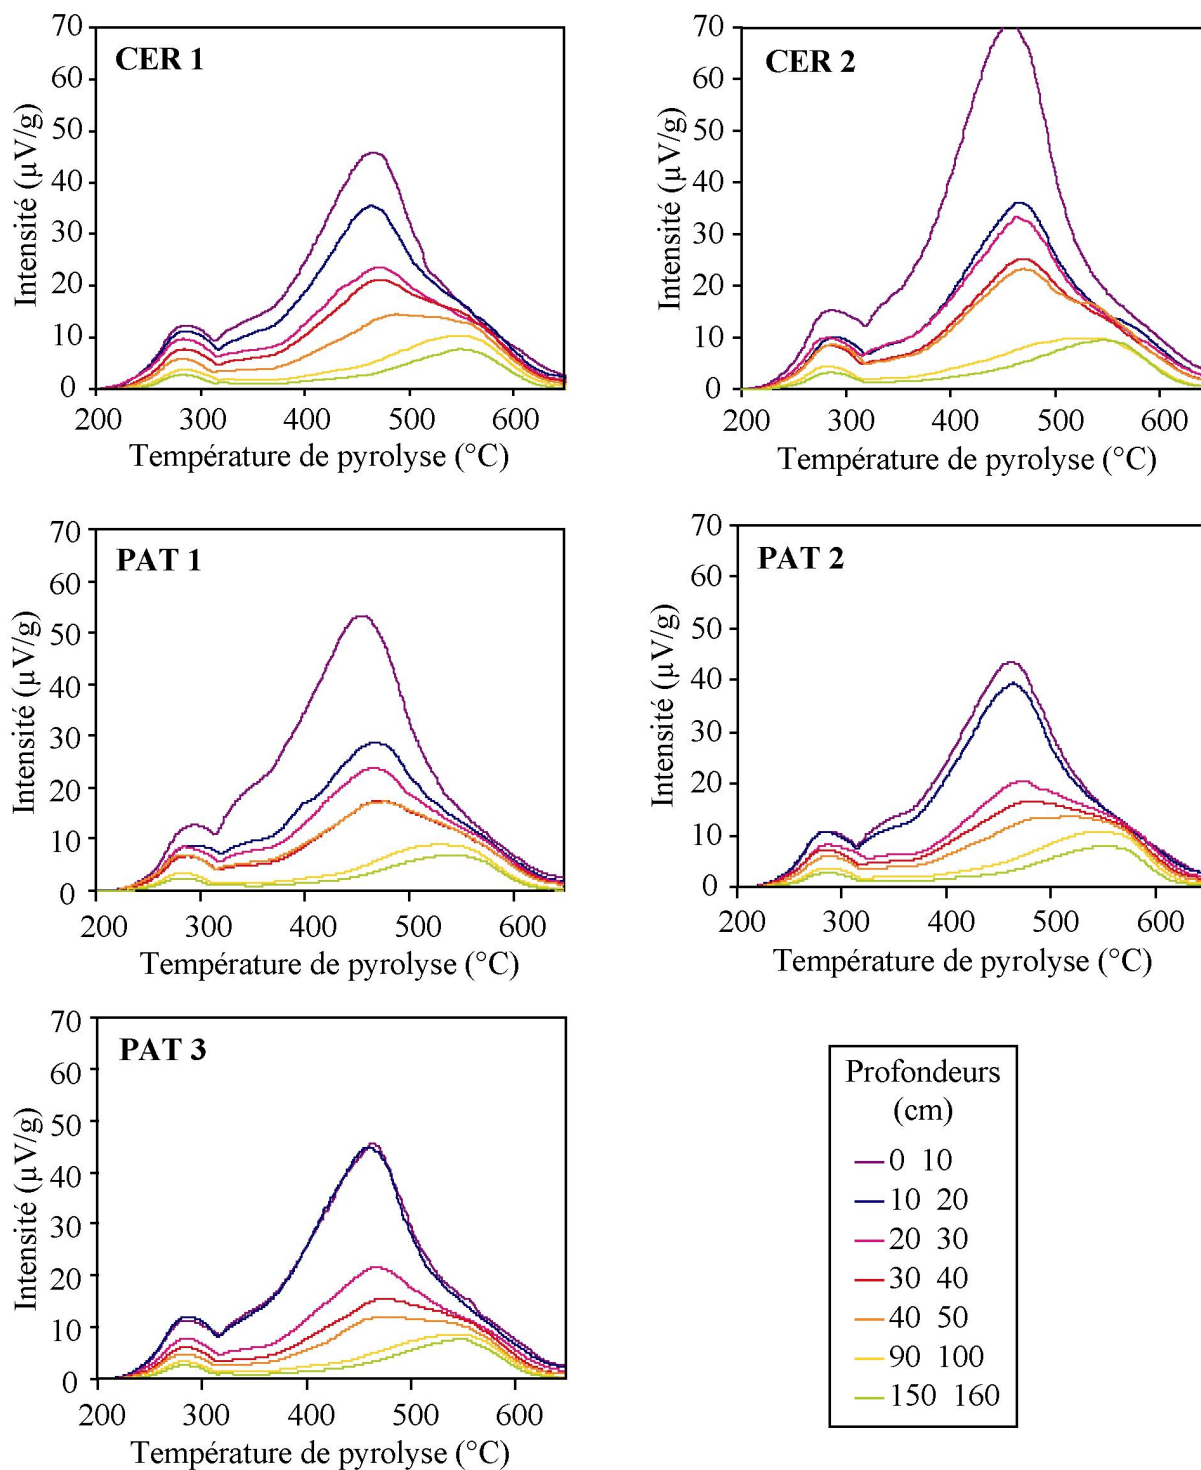 CER 1
Intensité (µV/g)
70
60
50
40
30
20
10
0
200 300 400 500 600
Température de pyrolyse (°C)
CER 2
Intensité (µV/g)
70
60
50
40
30
20
10
0
200 300 400 500 600
Température de pyrolyse (°C)
PAT 1
Intensité (µV/g)
70
60
50
40
30
20
10
0
200 300 400 500 600
Température de pyrolyse (°C)
PAT 2
Intensité (µV/g)
70
60
50
40
30
20
10
0
200 300 400 500 600
Température de pyrolyse (°C)
PAT 3
Intensité (µV/g)
70
60
50
40
30
20
10
0
200 300 400 500 600
Température de pyrolyse (°C)
Profondeurs
(cm)
0 10
10 20
20 30
30 40
40 50
90 100
150 160